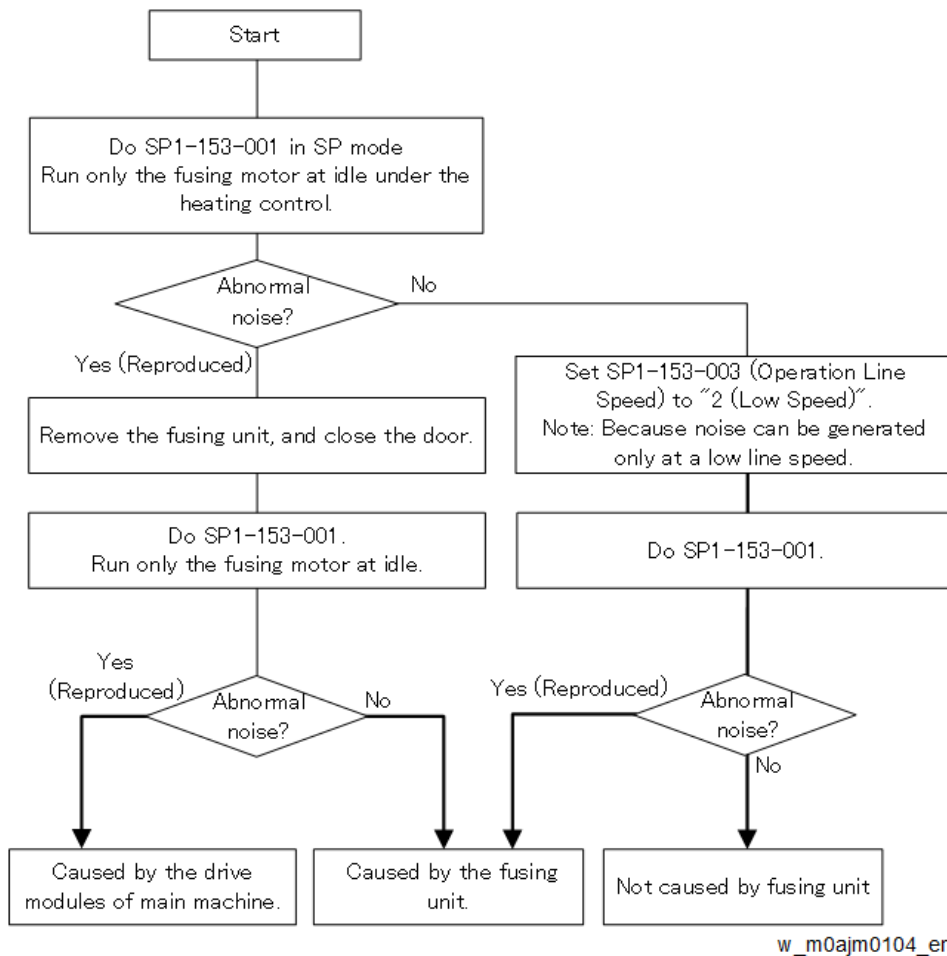 Start
Do SP1-153-001 in SP mode
Run only the fusing motor at idle under the
heating control.
Abnormal
noise?
No
Yes (Reproduced)
Set SP1-153-003 (Operation Line
Speed) to "2 (Low Speed)".
Note: Because noise can be generated
only at a low line speed.
Remove the fusing unit, and close the door.
Do SP1-153-001.
Run only the fusing motor at idle.
Do SP1-153-001.
Yes
(Reproduced)
Abnormal
noise?
No
Yes (Reproduced)
Abnormal
noise?
No
Caused by the drive
modules of main machine.
Caused by the fusing
unit.
Not caused by fusing unit
w_m0ajm0104_en